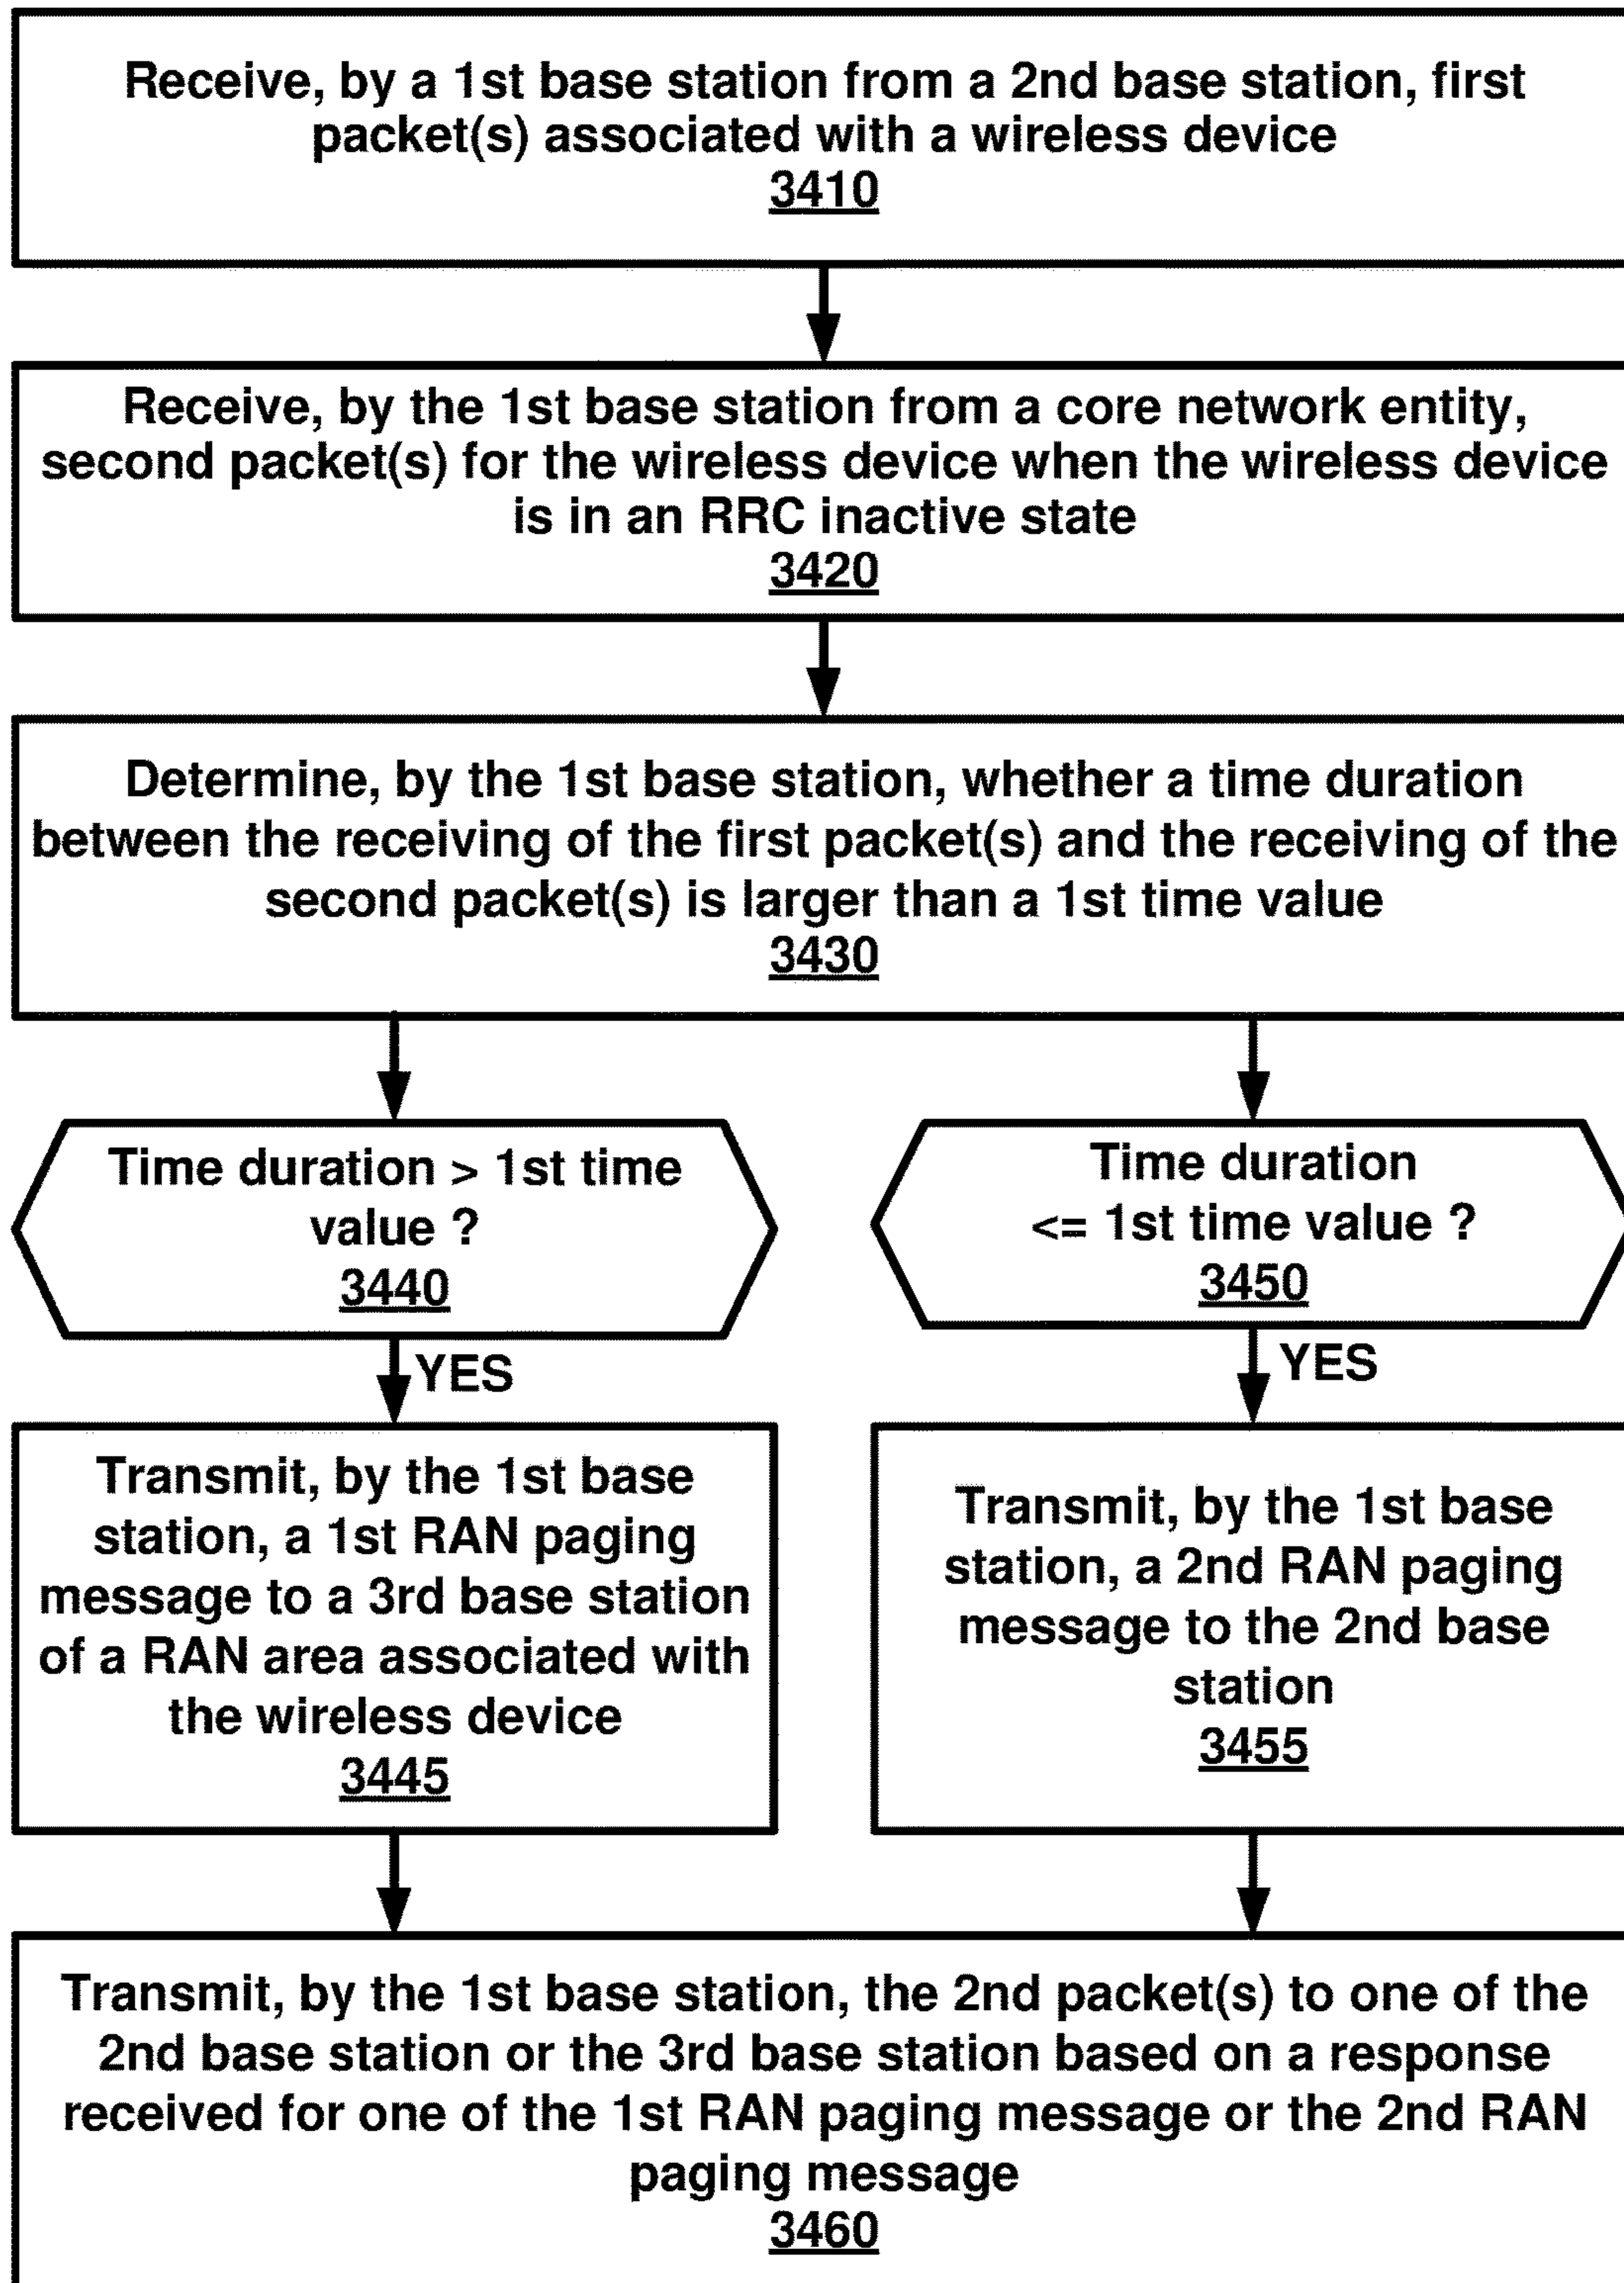 Receive, by a 1st base station from a 2nd base station, first
packet(s) associated with a wireless device
3410
Receive, by the 1st base station from a core network entity,
second packet(s) for the wireless device when the wireless device
is in an RRC inactive state
3420
Determine, by the 1st base station, whether a time duration
between the receiving of the first packet(s) and the receiving of the
second packet(s) is larger than a 1st time value
3430
Time duration > 1st time
value ?
3440
YES
Transmit, by the 1st base
station, a 1st RAN paging
message to a 3rd base station
of a RAN area associated with
the wireless device
3445
Time duration
<= 1st time value ?
3450
YES
Transmit, by the 1st base
station, a 2nd RAN paging
message to the 2nd base
station
3455
Transmit, by the 1st base station, the 2nd packet(s) to one of the
2nd base station or the 3rd base station based on a response
received for one of the 1st RAN paging message or the 2nd RAN
paging message
3460